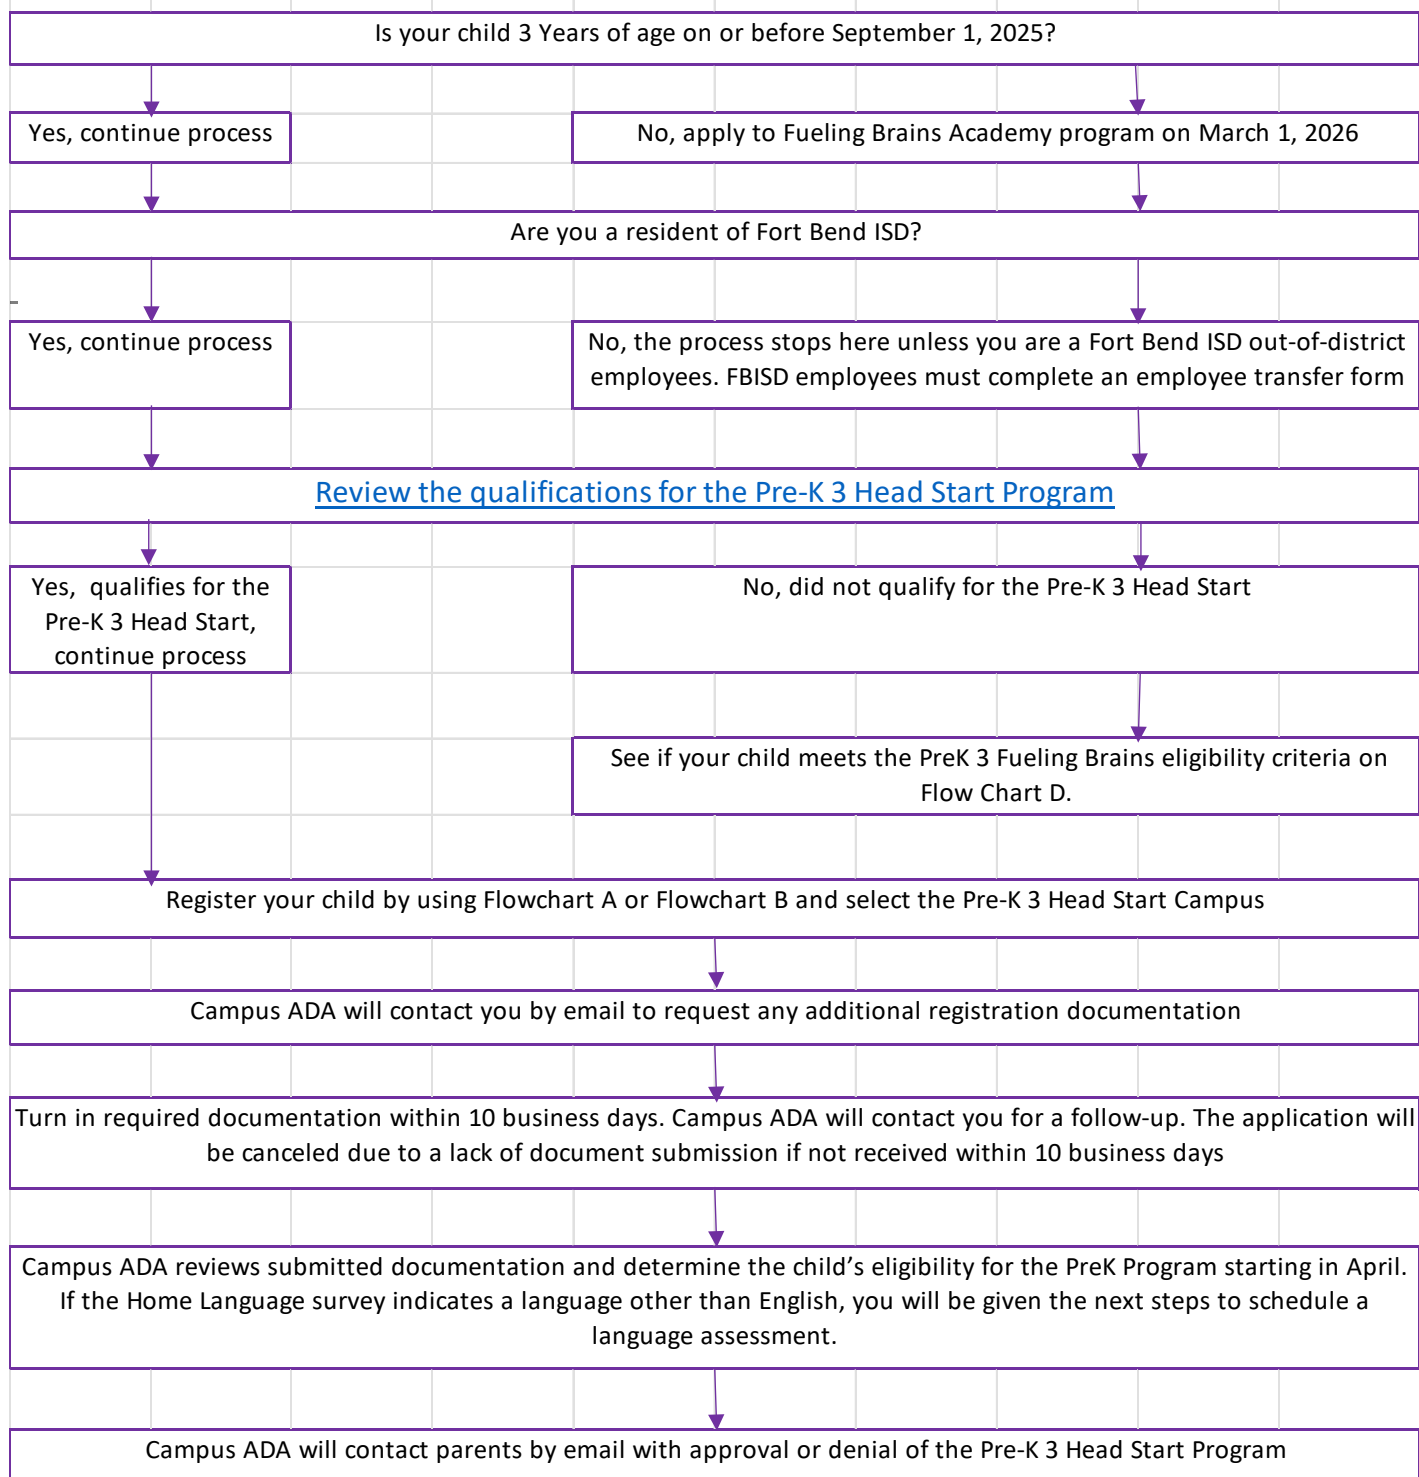 Is your child 3 Years of age on or before September 1, 2025?
Yes, continue process
No, apply to Fueling Brains Academy program on March 1, 2026
Are you a resident of Fort Bend ISD?
Yes, continue process
No, the process stops here unless you are a Fort Bend ISD out-of-district
employees. FBISD employees must complete an employee transfer form
Review the qualifications for the Pre-K 3 Head Start Program
Yes, qualifies for the
Pre-K 3 Head Start,
continue process
No, did not qualify for the Pre-K 3 Head Start
See if your child meets the PreK 3 Fueling Brains eligibility criteria on
Flow Chart D.
Register your child by using Flowchart A or Flowchart B and select the Pre-K 3 Head Start Campus
Campus ADA will contact you by email to request any additional registration documentation
Turn in required documentation within 10 business days. Campus ADA will contact you for a follow-up. The application will
be canceled due to a lack of document submission if not received within 10 business days
Campus ADA reviews submitted documentation and determine the child’s eligibility for the PreK Program starting in April.
If the Home Language survey indicates a language other than English, you will be given the next steps to schedule a
language assessment.
Campus ADA will contact parents by email with approval or denial of the Pre-K 3 Head Start Program